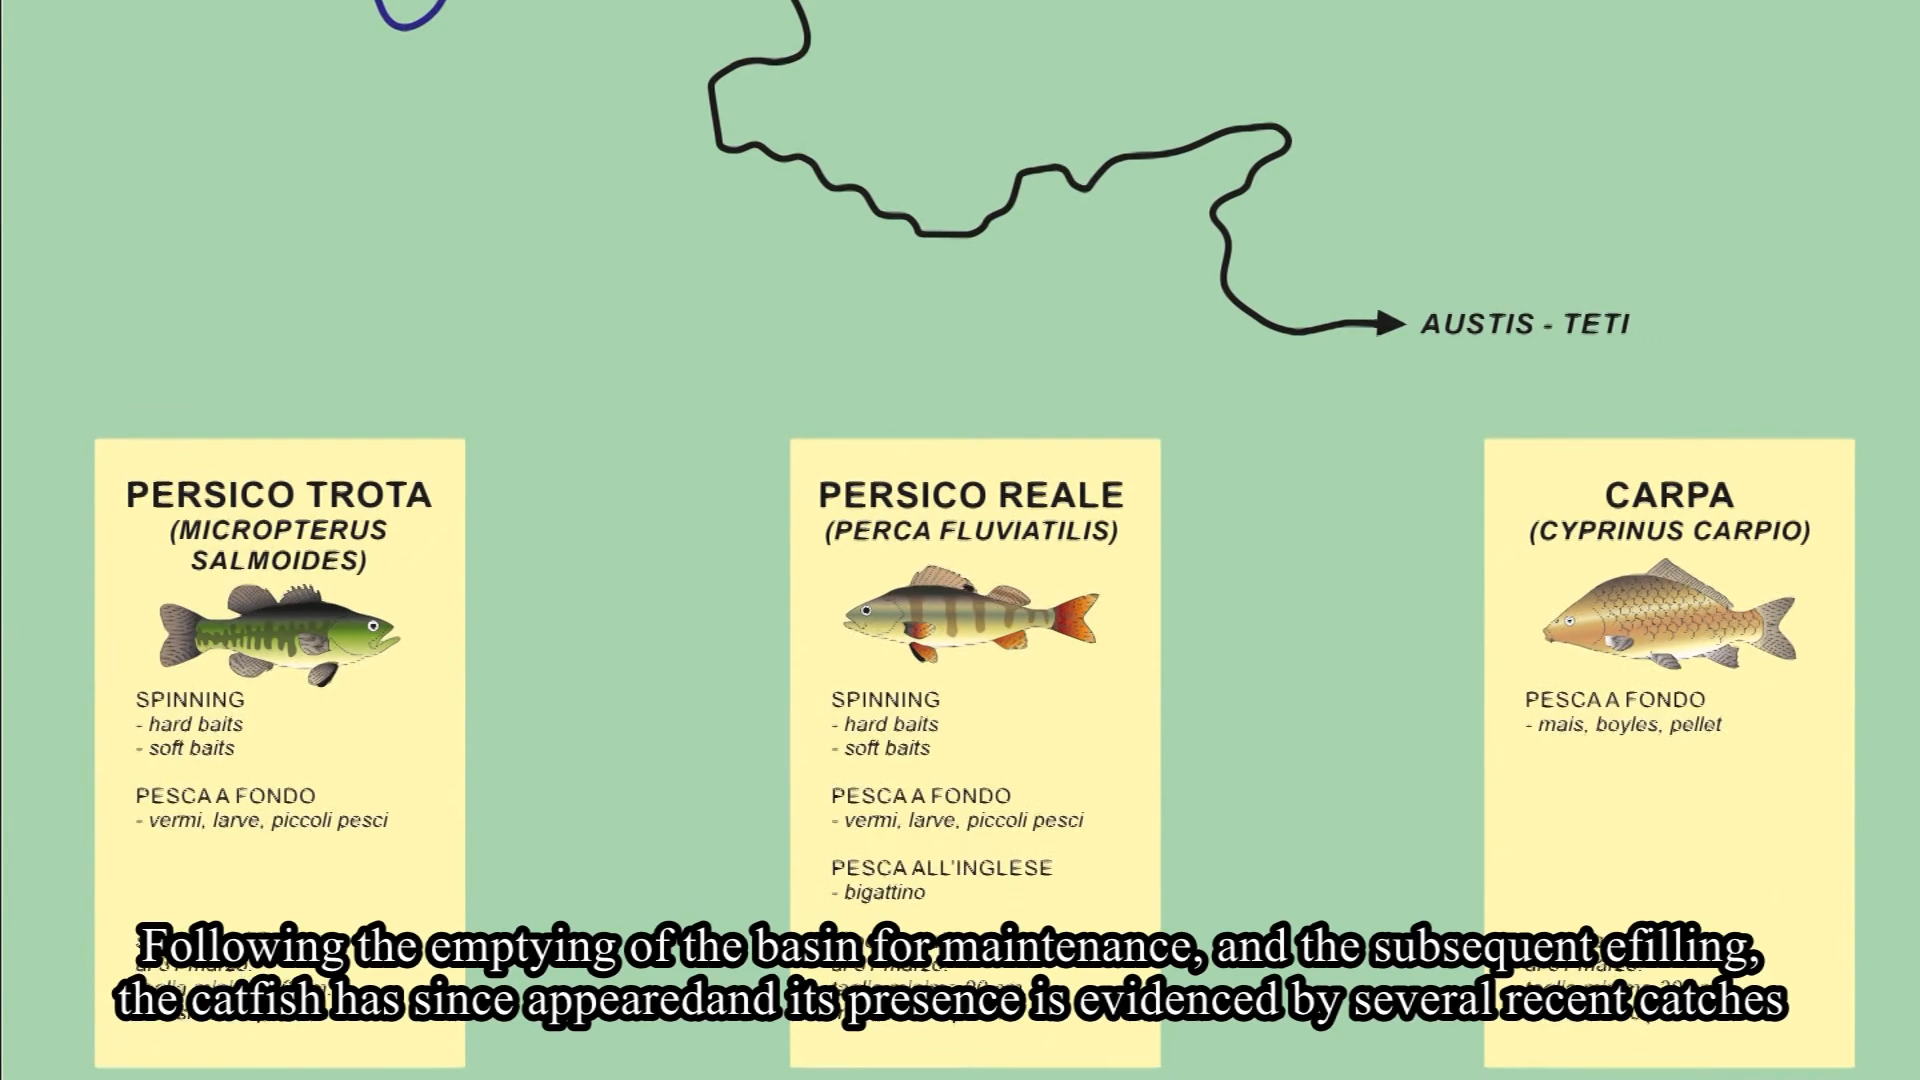 AUSTIS - TETI
PERSICO TROTA
(MICROPTERUS
SALMOIDES)
SPINNING
- hard baits
- soft baits
PESCA A FONDO
- vermi, larve, piccoli pesci
PERSICO REALE
(PERCA FLUVIATILIS)
SPINNING
- hard baits
- soft baits
PESCA A FONDO
- vermi, larve, piccoli pesci
PESCA ALL'INGLESE
- bigattino
CARPA
(CYPRINUS CARPIO)
PESCA A FONDO
- mais, boyles, pellet
Following the emptying of the basin for maintenance, and the subsequent efilling,
the catfish has since appearedand its presence is evidenced by several recent catches